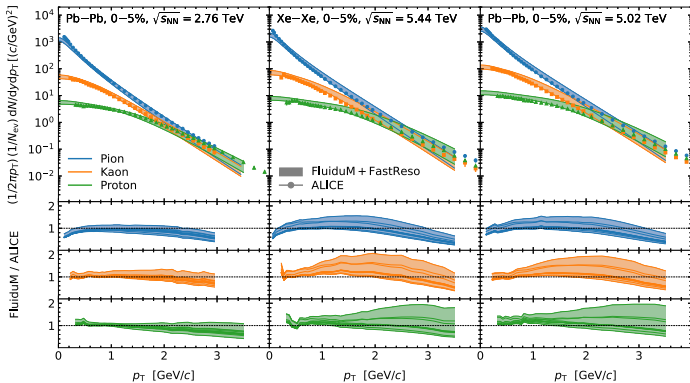 Pb−Pb, 0−5%, √sNN = 2.76 TeV
Xe−Xe, 0−5%, √sNN = 5.44 TeV
Pb−Pb, 0−5%, √sNN = 5.02 TeV
(1/2πpT) (1/Nev) dN/dydpT [(c/GeV)²]
10³
10²
10¹
10⁰
10⁻¹
10⁻²
Pion
Kaon
Proton
FluiduM + FastReso
ALICE
FluiduM / ALICE
2
1
2
1
2
1
0 1 2 3 0 1 2 3 0 1 2 3 4
pT [GeV/c] pT [GeV/c] pT [GeV/c]